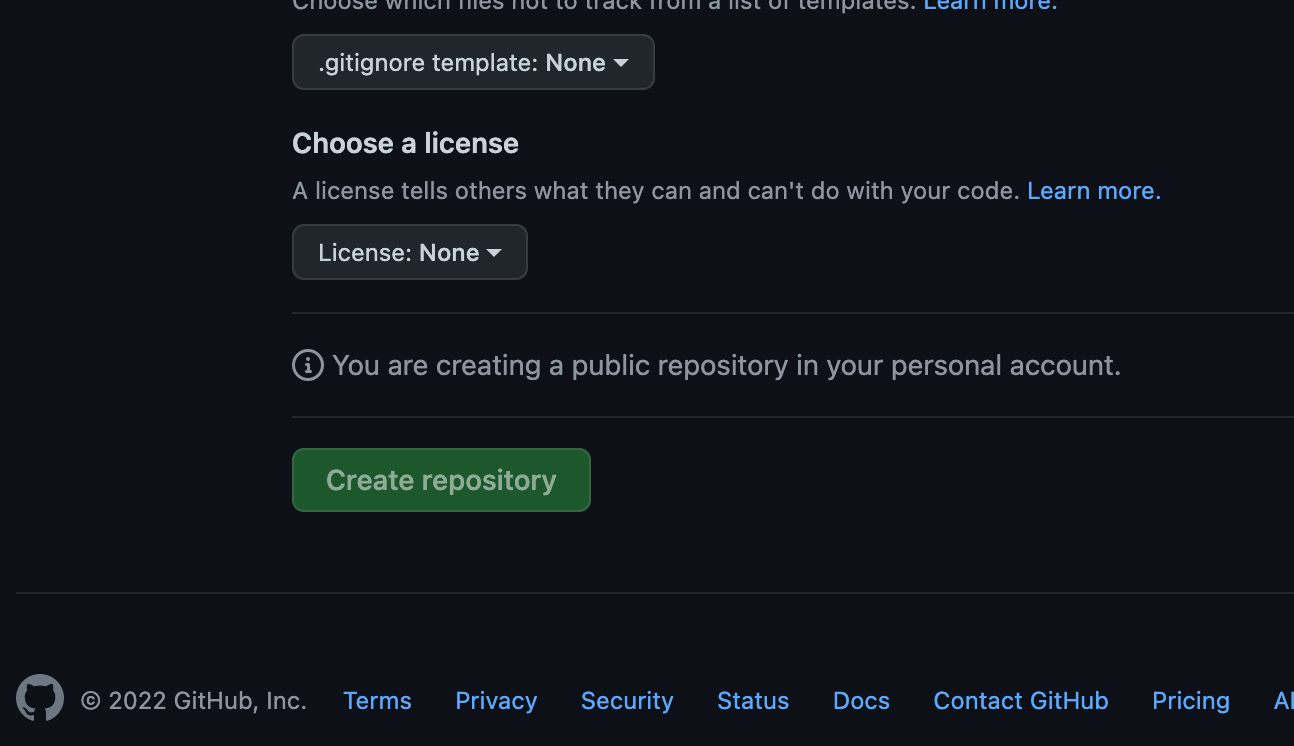 Choose which files not to track from a list of templates. Learn more.
.gitignore template: None
Choose a license
A license tells others what they can and can't do with your code. Learn more.
License: None
You are creating a public repository in your personal account.
Create repository
© 2022 GitHub, Inc. Terms Privacy Security Status Docs Contact GitHub Pricing